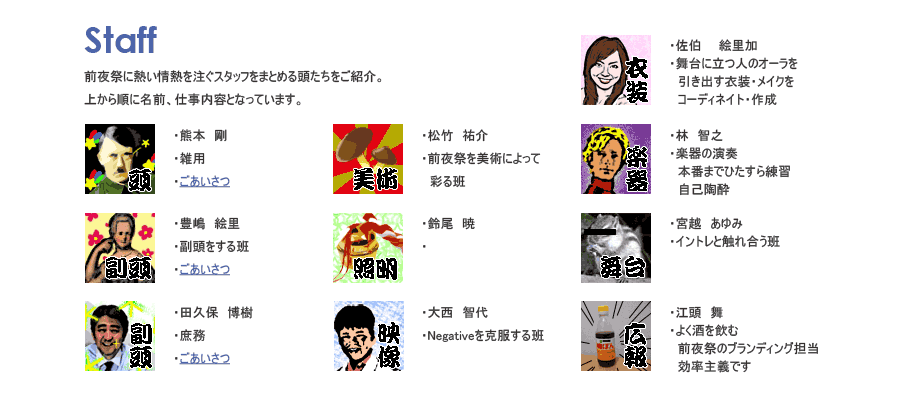 Staff
前夜祭に熱い情熱を注ぐスタッフをまとめる頭たちをご紹介。
上から順に名前、仕事内容となっています。
頭
・熊本 剛
・雑用
・ごあいさつ
副頭
・豊嶋 絵里
・副頭をする班
・ごあいさつ
副頭
・田久保 博樹
・庶務
・ごあいさつ
美術
・松竹 祐介
・前夜祭を美術によって
彩る班
照明
・鈴尾 暁
・
映像
・大西 智代
・Negativeを克服する班
衣装
・佐伯 絵里加
・舞台に立つ人のオーラを
引き出す衣装・メイクを
コーディネイト・作成
楽器
・林 智之
・楽器の演奏
本番までひたすら練習
自己陶酔
舞台
・宮越 あゆみ
・イントレと触れ合う班
広報
・江頭 舞
・よく酒を飲む
前夜祭のブランディング担当
効率主義です